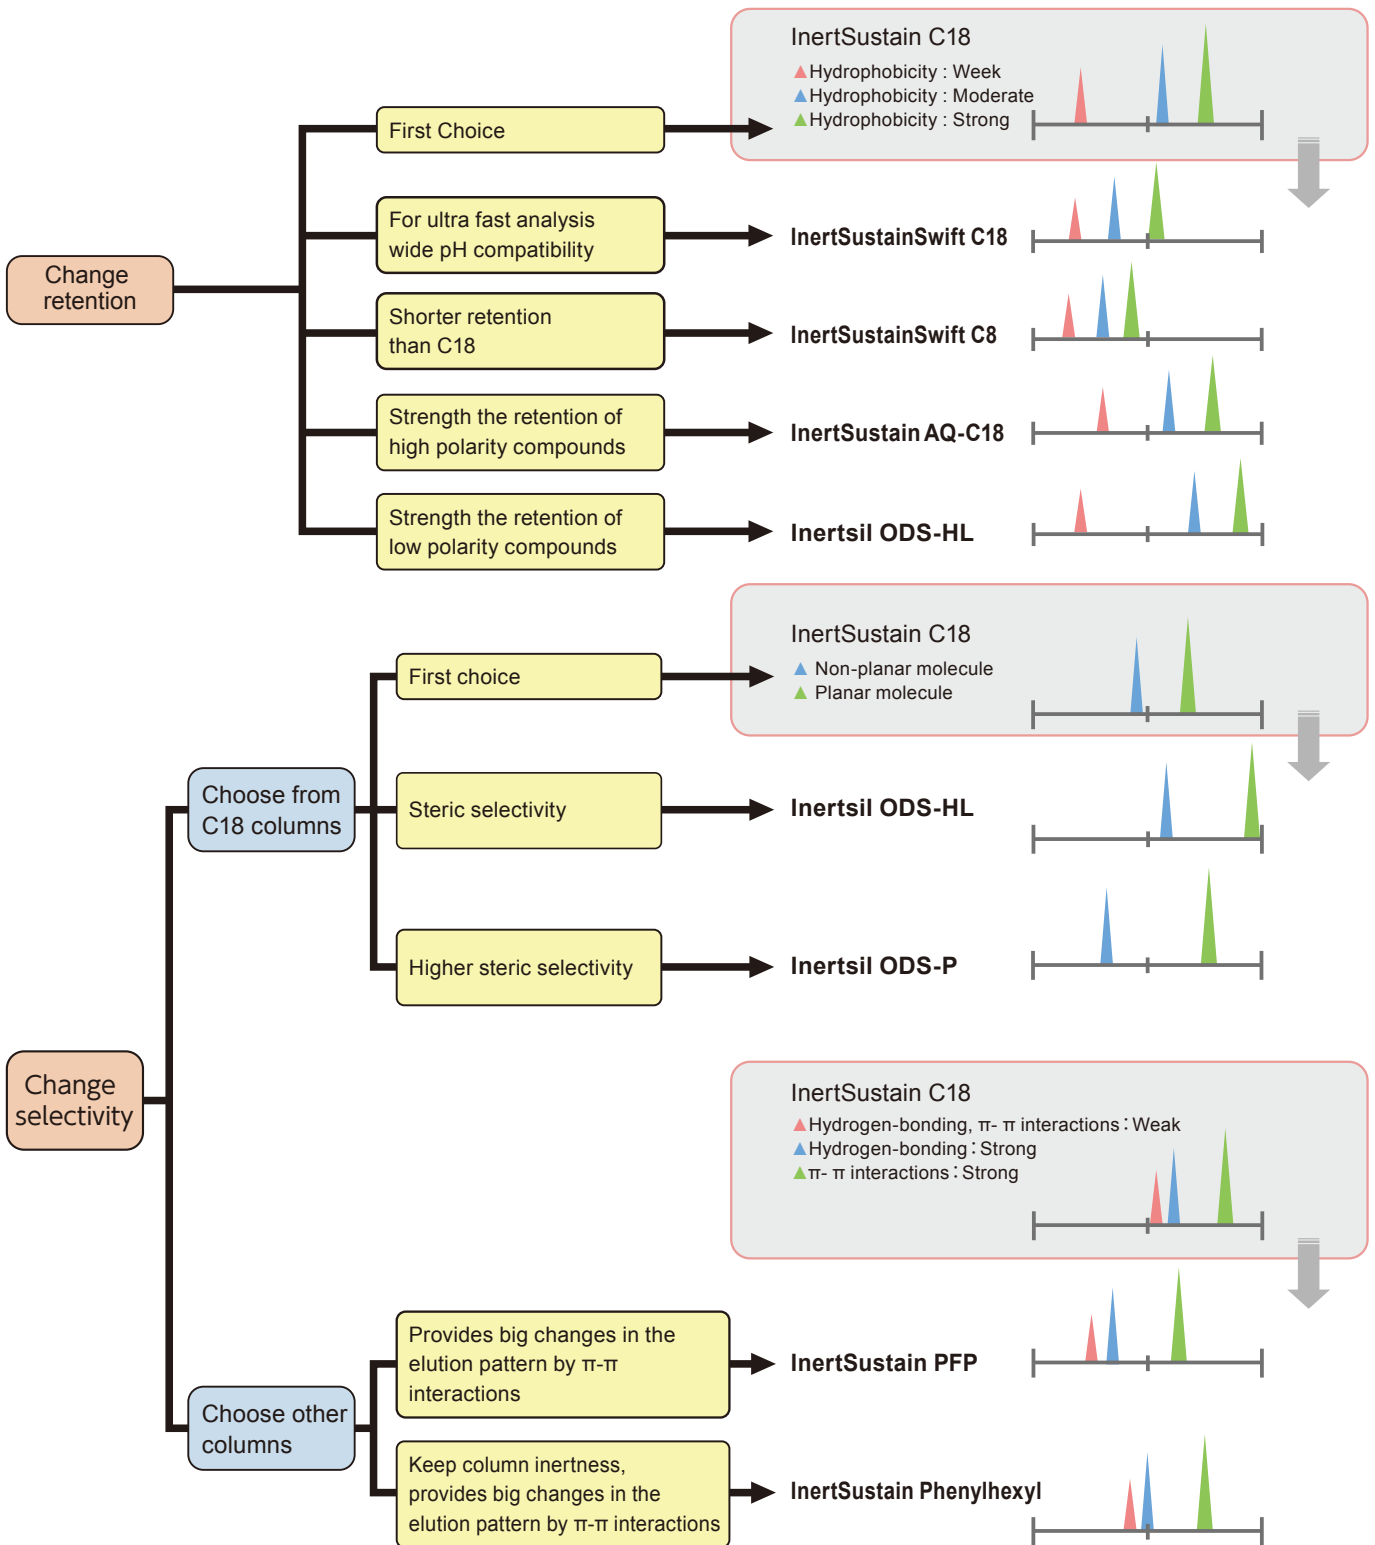 Change
retention
First Choice
InertSustain C18
Hydrophobicity : Week
Hydrophobicity : Moderate
Hydrophobicity : Strong
For ultra fast analysis
wide pH compatibility
InertSustainSwift C18
Shorter retention
than C18
InertSustainSwift C8
Strength the retention of
high polarity compounds
InertSustain AQ-C18
Strength the retention of
low polarity compounds
Inertsil ODS-HL
Change
selectivity
Choose from
C18 columns
First choice
InertSustain C18
Non-planar molecule
Planar molecule
Steric selectivity
Inertsil ODS-HL
Higher steric selectivity
Inertsil ODS-P
InertSustain C18
Hydrogen-bonding, π- π interactions：Weak
Hydrogen-bonding：Strong
π- π interactions：Strong
Choose other
columns
Provides big changes in the
elution pattern by π-π
interactions
InertSustain PFP
Keep column inertness,
provides big changes in the
elution pattern by π-π interactions
InertSustain Phenylhexyl